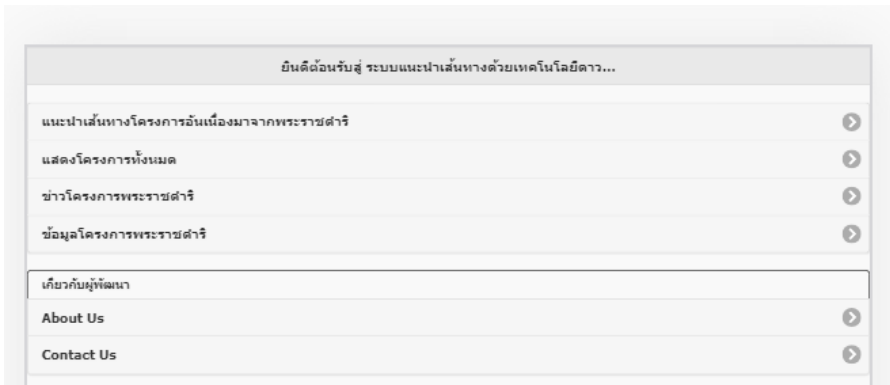 ยินดีต้อนรับสู่ ระบบแนะนำเส้นทางด้วยเทคโนโลยีดาว...
แนะนำเส้นทางโครงการอันเนื่องมาจากพระราชดำริ
แสดงโครงการทั้งหมด
ข่าวโครงการพระราชดำริ
ข้อมูลโครงการพระราชดำริ
เกี่ยวกับผู้พัฒนา
About Us
Contact Us